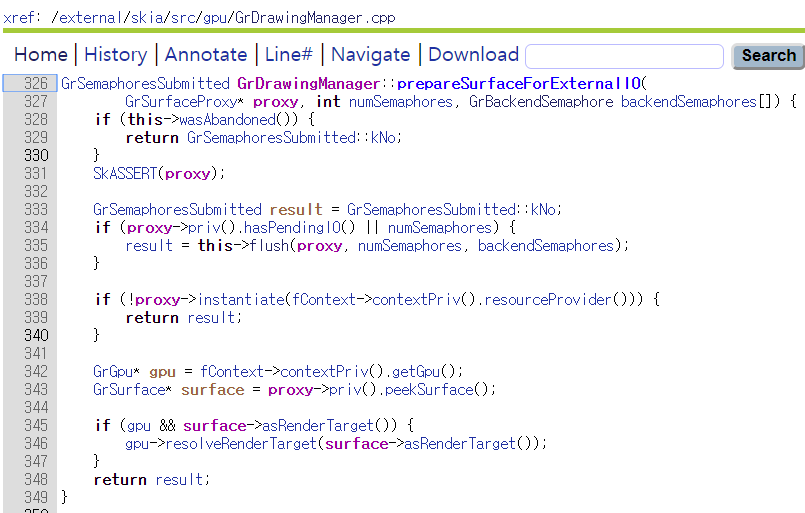 xref: /external/skia/src/gpu/GrDrawingManager.cpp
Home | History | Annotate | Line# | Navigate | Download Search
326 GrSemaphoresSubmitted GrDrawingManager::prepareSurfaceForExternalIO(
327         GrSurfaceProxy* proxy, int numSemaphores, GrBackendSemaphore backendSemaphores[]) {
328     if (this->wasAbandoned()) {
329         return GrSemaphoresSubmitted::kNo;
330     }
331     SkASSERT(proxy);
332
333     GrSemaphoresSubmitted result = GrSemaphoresSubmitted::kNo;
334     if (proxy->priv().hasPendingIO() || numSemaphores) {
335         result = this->flush(proxy, numSemaphores, backendSemaphores);
336     }
337
338     if (!proxy->instantiate(fContext->contextPriv().resourceProvider())) {
339         return result;
340     }
341
342     GrGpu* gpu = fContext->contextPriv().getGpu();
343     GrSurface* surface = proxy->priv().peekSurface();
344
345     if (gpu && surface->asRenderTarget()) {
346         gpu->resolveRenderTarget(surface->asRenderTarget());
347     }
348     return result;
349 }